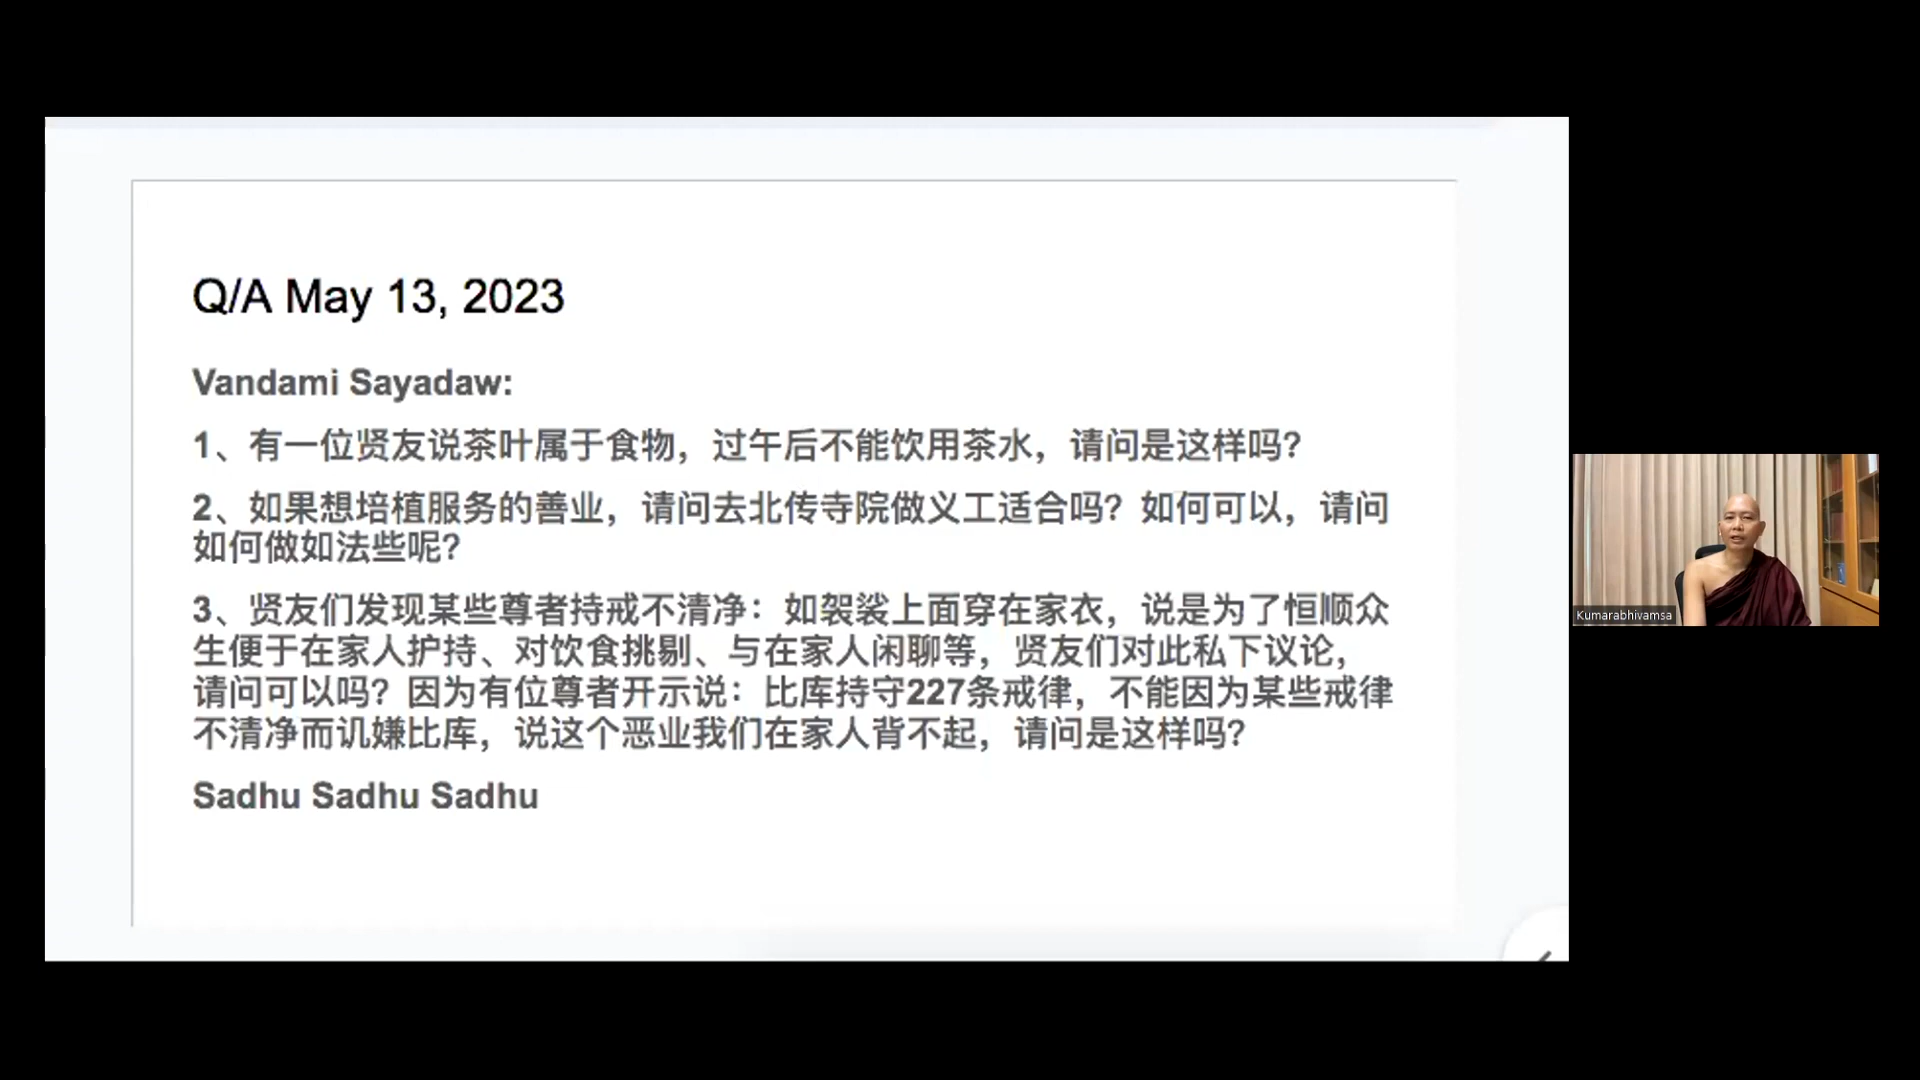 Q/A May 13, 2023
Vandami Sayadaw:
1、有一位贤友说茶叶属于食物，过午后不能饮用茶水，请问是这样吗？
2、如果想培植服务的善业，请问去北传寺院做义工适合吗？如何可以，请问
如何做如法些呢？
3、贤友们发现某些尊者持戒不清净：如袈裟上面穿在家衣，说是为了恒顺众
生便于在家人护持、对饮食挑剔、与在家人闲聊等，贤友们对此私下议论，
请问可以吗？因为有位尊者开示说：比库持守227条戒律，不能因为某些戒律
不清净而讥嫌比库，说这个恶业我们在家人背不起，请问是这样吗？
Sadhu Sadhu Sadhu
Kumarabhivamsa